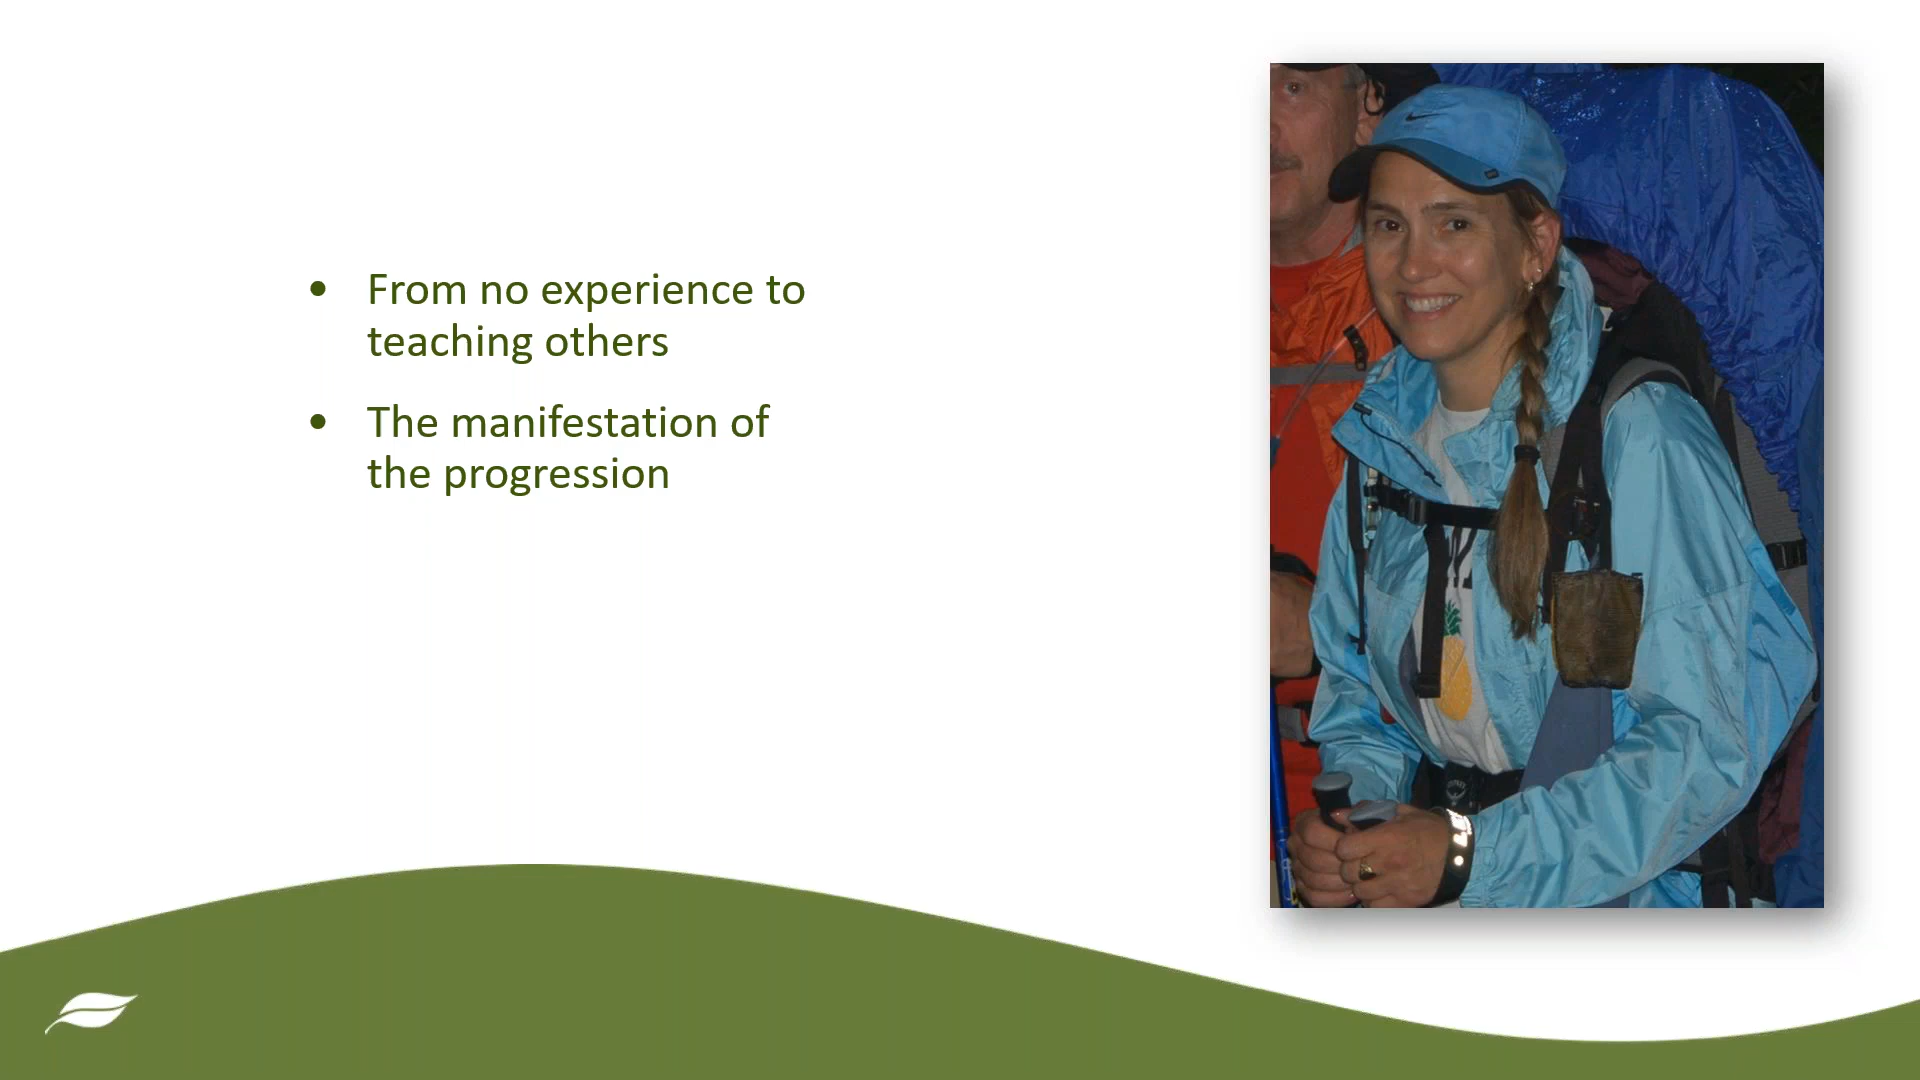 • From no experience to
teaching others
• The manifestation of
the progression